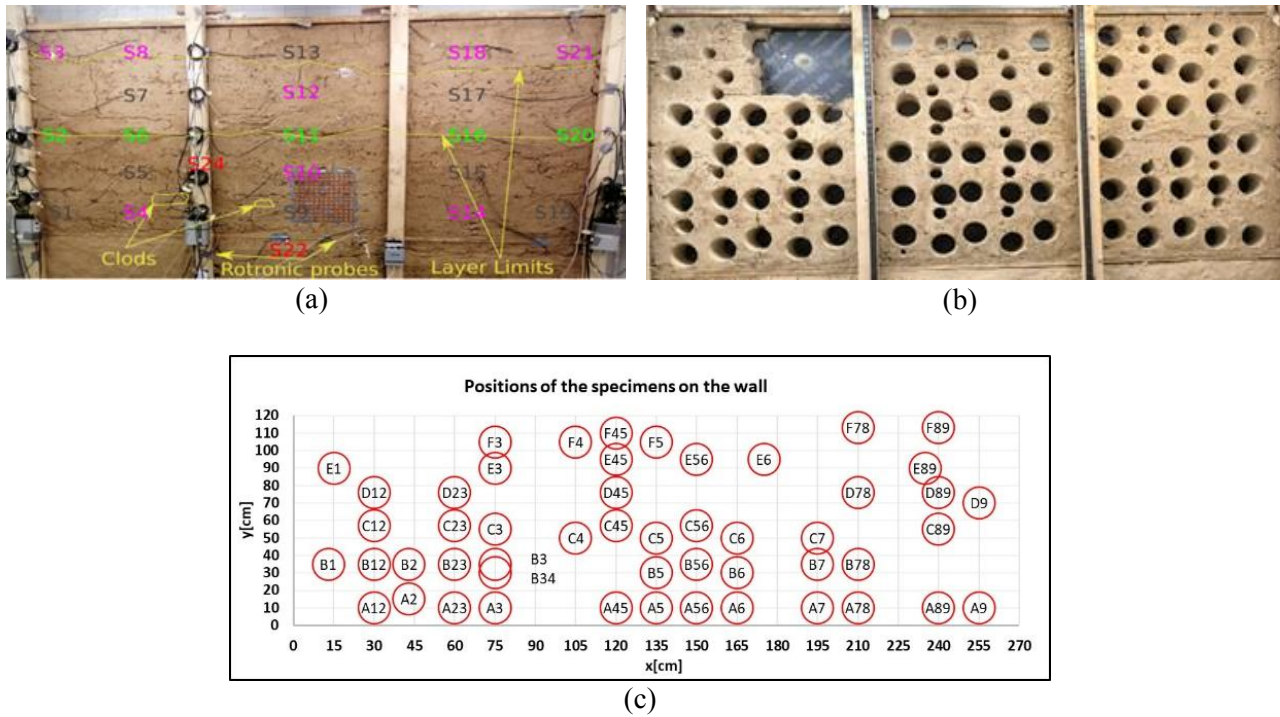 S3 S8 S13 S18 S21
S7 S12 S17
S2 S6 S11 S16 S20
S24
S5 S10 S15
S1 S4 S9 S14 S19
S22
Clods Rotronic probes Layer Limits
(a)
(b)
Positions of the specimens on the wall
120
110
100
90
80
70
60
50
40
30
20
10
0
y[cm]
F78 F89
F45
F3 F4 F5
E45 E56 E6
E1 E3 E89
D12 D23 D45 D78 D89
D9
C12 C23 C3 C45 C56 C89
C4 C5 C6 C7
B1 B12 B2 B23 B3 B56 B7 B78
B34 B5 B6
A2
A12 A23 A3 A45 A5 A56 A6 A7 A78 A89 A9
0 15 30 45 60 75 90 105 120 135 150 165 180 195 210 225 240 255 270
x[cm]
(c)